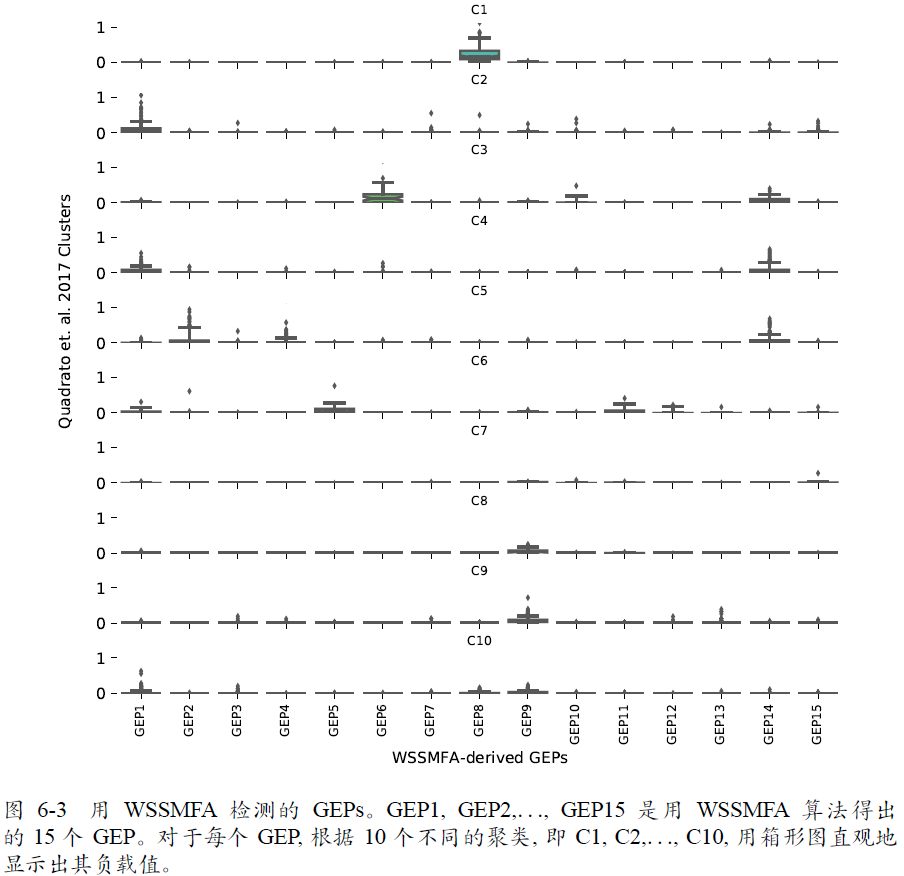 C1
1
0
C2
1
0
C3
1
0
C4
1
0
C5
1
0
C6
1
0
C7
1
0
C8
1
0
C9
1
0
C10
1
0
Quadrato et. al. 2017 Clusters
GEP1
GEP2
GEP3
GEP4
GEP5
GEP6
GEP7
GEP8
GEP9
GEP10
GEP11
GEP12
GEP13
GEP14
GEP15
WSSMFA-derived GEPs
图 6-3 用 WSSMFA 检测的 GEPs。GEP1, GEP2,..., GEP15 是用 WSSMFA 算法得出
的 15 个 GEP。对于每个 GEP, 根据 10 个不同的聚类, 即 C1, C2,..., C10, 用箱形图直观地
显示出其负载值。